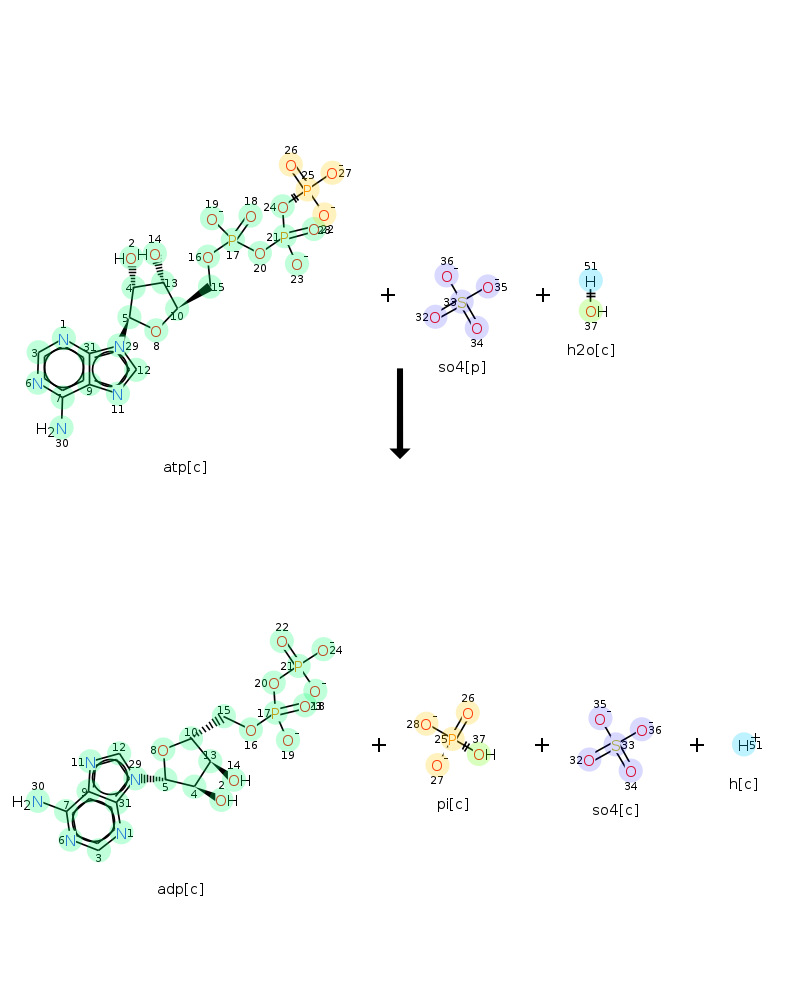 26
25
O
O⁻ 27
P
19 18 24
O⁻ O O O⁻
2 14 21 P O 28 22
HO HO 16 O P 17 O 20 O⁻ 23
4 13 15
5 10
O 8
1 N 31 N 29
3 12
6 N 7 9 N 11
H₂N 30
atp[c]
+
36 O⁻
33 S O⁻ 35
32 O O 34
so4[p]
+
51
H
OH
37
h2o[c]
22
O O⁻ 24
21 P
20 O O⁻
15 10 17 P O 23 18
O 16 O⁻ 19
8 O 13
12 14 OH
11 N 29 N 5 4 2 OH
30 9 31
H₂N 7
6 N N 1
3
adp[c]
+
26
28 O⁻ O
25 P 37 OH
O⁻ 27
pi[c]
+
35 O⁻
O⁻ 36
S 33
32 O O 34
so4[c]
+
H⁺ 51
h[c]